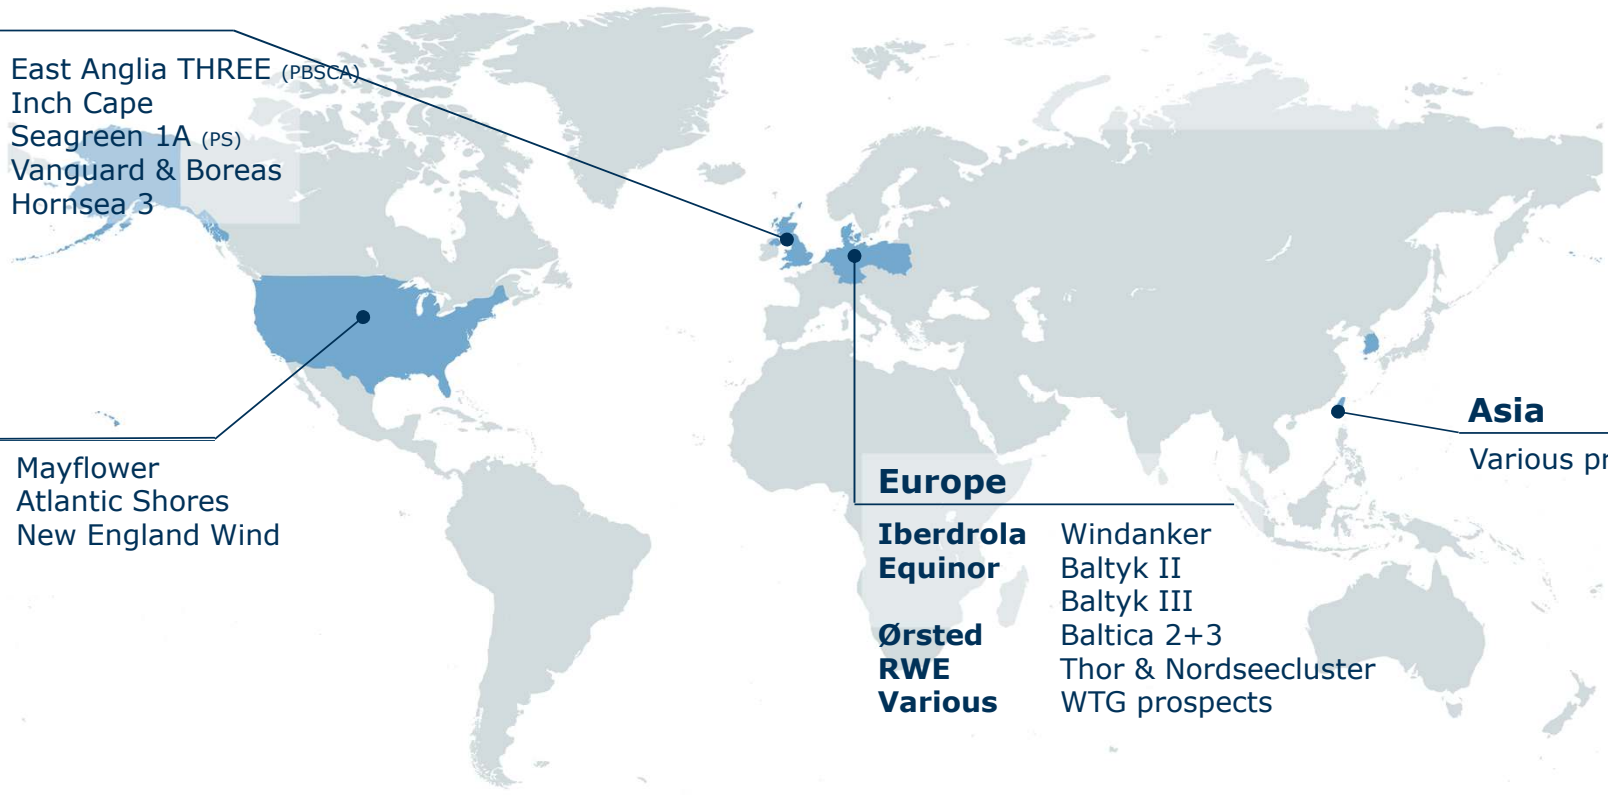 East Anglia THREE (PBSCA)
Inch Cape
Seagreen 1A (PS)
Vanguard & Boreas
Hornsea 3
Mayflower
Atlantic Shores
New England Wind
Europe
Iberdrola Windanker
Equinor Baltyk II
Baltyk III
Ørsted Baltica 2+3
RWE Thor & Nordseecluster
Various WTG prospects
Asia
Various